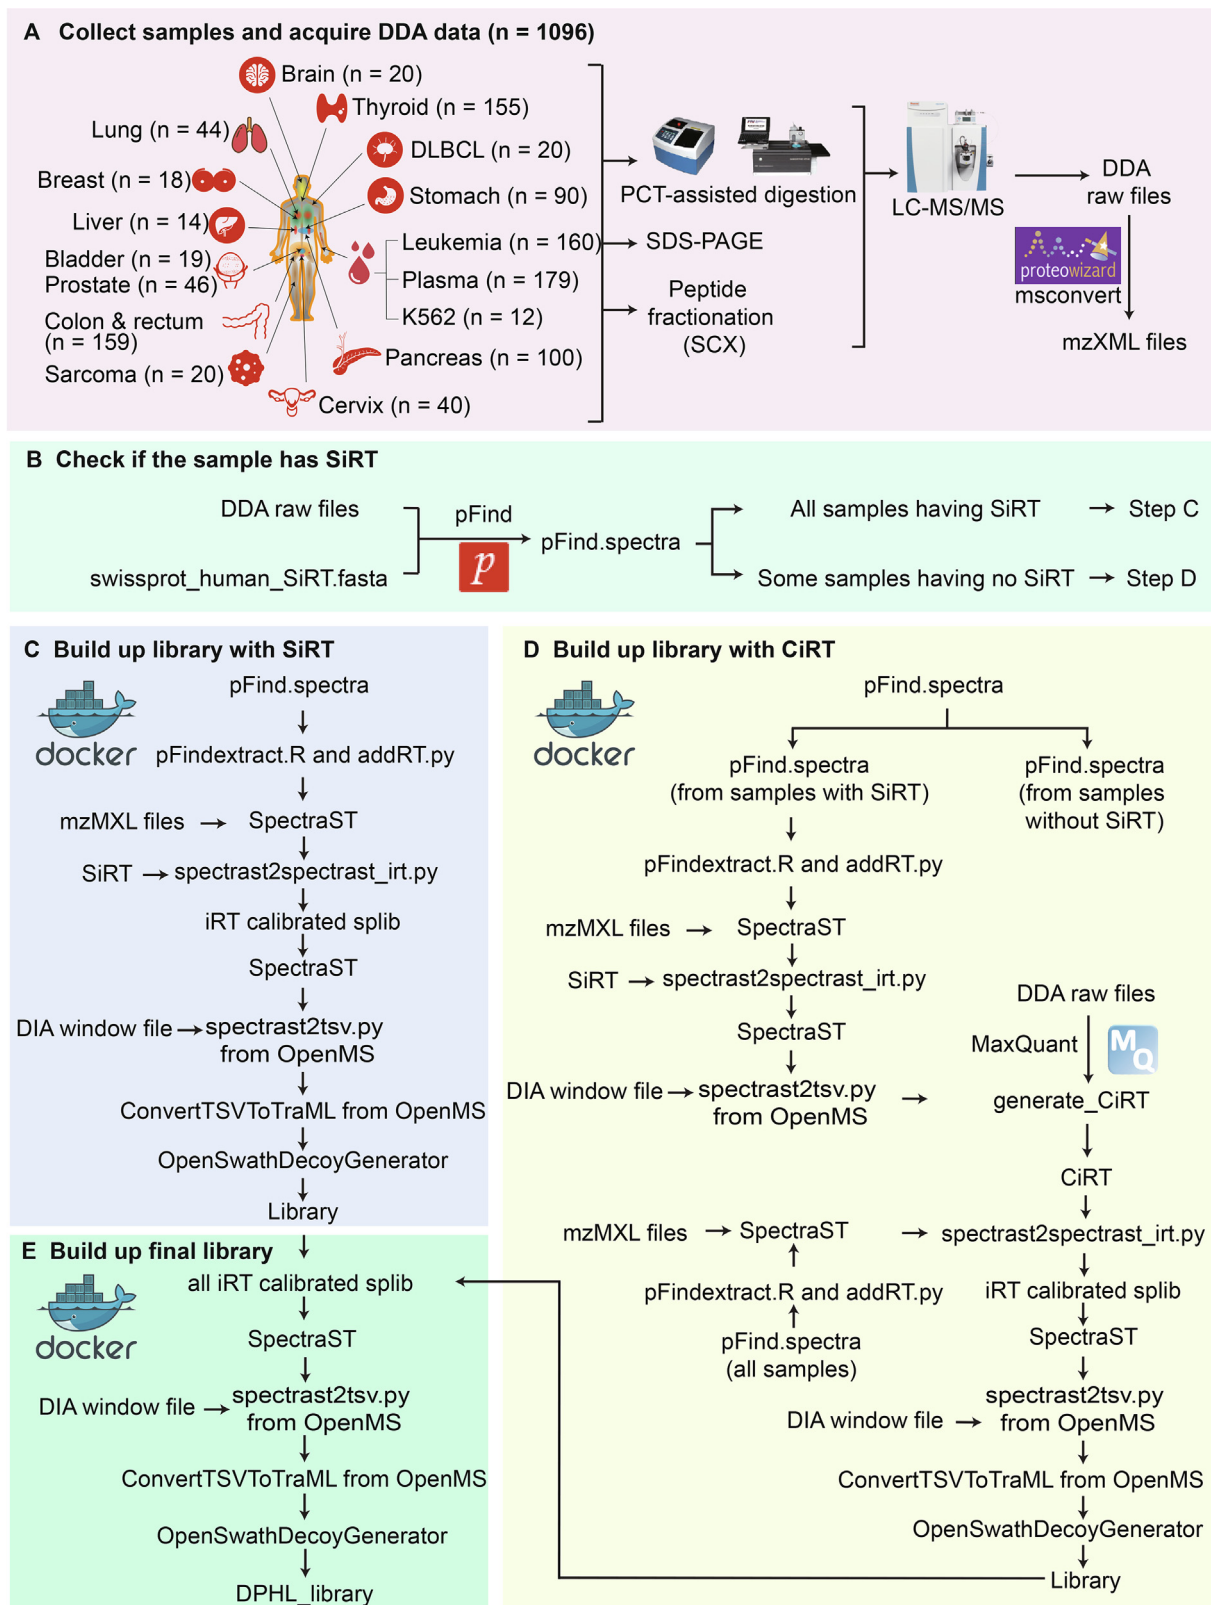 A Collect samples and acquire DDA data (n = 1096)
Brain (n = 20)
Thyroid (n = 155)
Lung (n = 44)
DLBCL (n = 20)
Breast (n = 18)
Stomach (n = 90)
Liver (n = 14)
Leukemia (n = 160)
Bladder (n = 19)
Plasma (n = 179)
Prostate (n = 46)
K562 (n = 12)
Colon & rectum
(n = 159)
Pancreas (n = 100)
Sarcoma (n = 20)
Cervix (n = 40)
PCT-assisted digestion
SDS-PAGE
Peptide
fractionation
(SCX)
LC-MS/MS
DDA
raw files
proteowizard
msconvert
mzXML files
B Check if the sample has SiRT
DDA raw files
swissprot_human_SiRT.fasta
pFind
p
pFind.spectra
All samples having SiRT
Step C
Some samples having no SiRT
Step D
C Build up library with SiRT
docker
pFind.spectra
pFindextract.R and addRT.py
mzMXL files
SpectraST
SiRT
spectrast2spectrast_irt.py
iRT calibrated splib
SpectraST
DIA window file
spectrast2tsv.py
from OpenMS
ConvertTSVToTraML from OpenMS
OpenSwathDecoyGenerator
Library
D Build up library with CiRT
docker
pFind.spectra
pFind.spectra
(from samples with SiRT)
pFind.spectra
(from samples
without SiRT)
pFindextract.R and addRT.py
mzMXL files
SpectraST
SiRT
spectrast2spectrast_irt.py
SpectraST
DIA window file
spectrast2tsv.py
from OpenMS
DDA raw files
MaxQuant
MQ
generate_CiRT
CiRT
mzMXL files
SpectraST
spectrast2spectrast_irt.py
pFindextract.R and addRT.py
pFind.spectra
(all samples)
iRT calibrated splib
SpectraST
DIA window file
spectrast2tsv.py
from OpenMS
ConvertTSVToTraML from OpenMS
OpenSwathDecoyGenerator
Library
E Build up final library
docker
all iRT calibrated splib
SpectraST
DIA window file
spectrast2tsv.py
from OpenMS
ConvertTSVToTraML from OpenMS
OpenSwathDecoyGenerator
DPHL_library